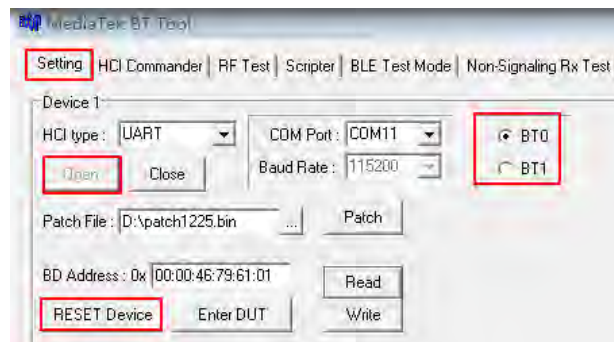 MediaTek BT Tool
Setting HCI Commander RF Test Scripter BLE Test Mode Non-Signaling Rx Test
Device 1
HCI type : UART COM Port : COM11 BT0
Open Close Baud Rate : 115200 BT1
Patch File : D:\patch1225.bin ... Patch
BD Address : 0x 00:00:46:79:61:01 Read
RESET Device Enter DUT Write